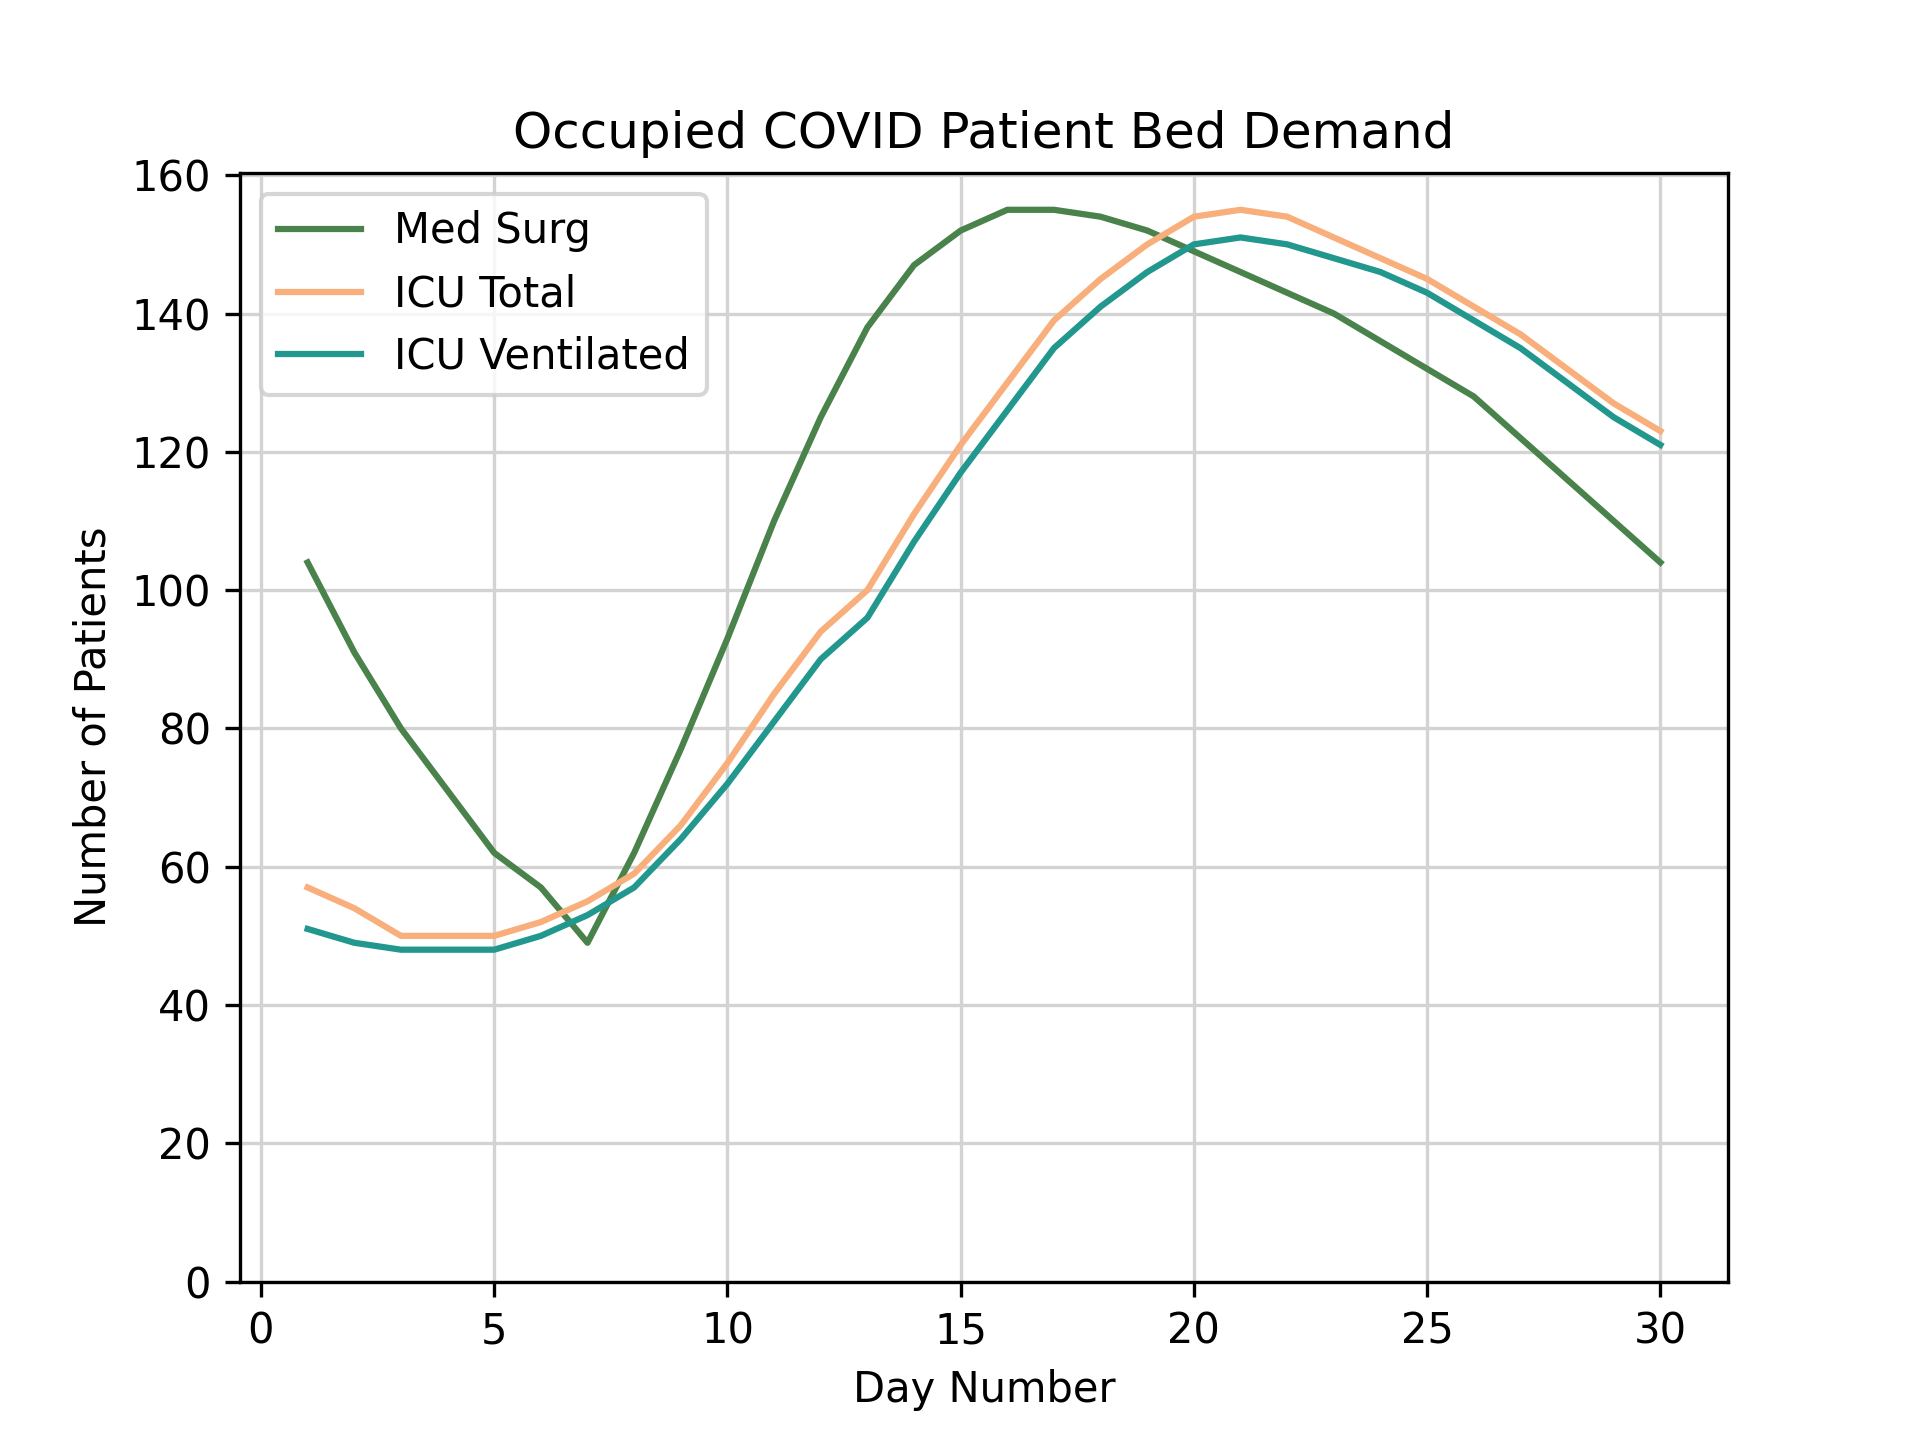 Occupied COVID Patient Bed Demand
160
140
120
100
80
60
40
20
0
Number of Patients
Med Surg
ICU Total
ICU Ventilated
0 5 10 15 20 25 30
Day Number